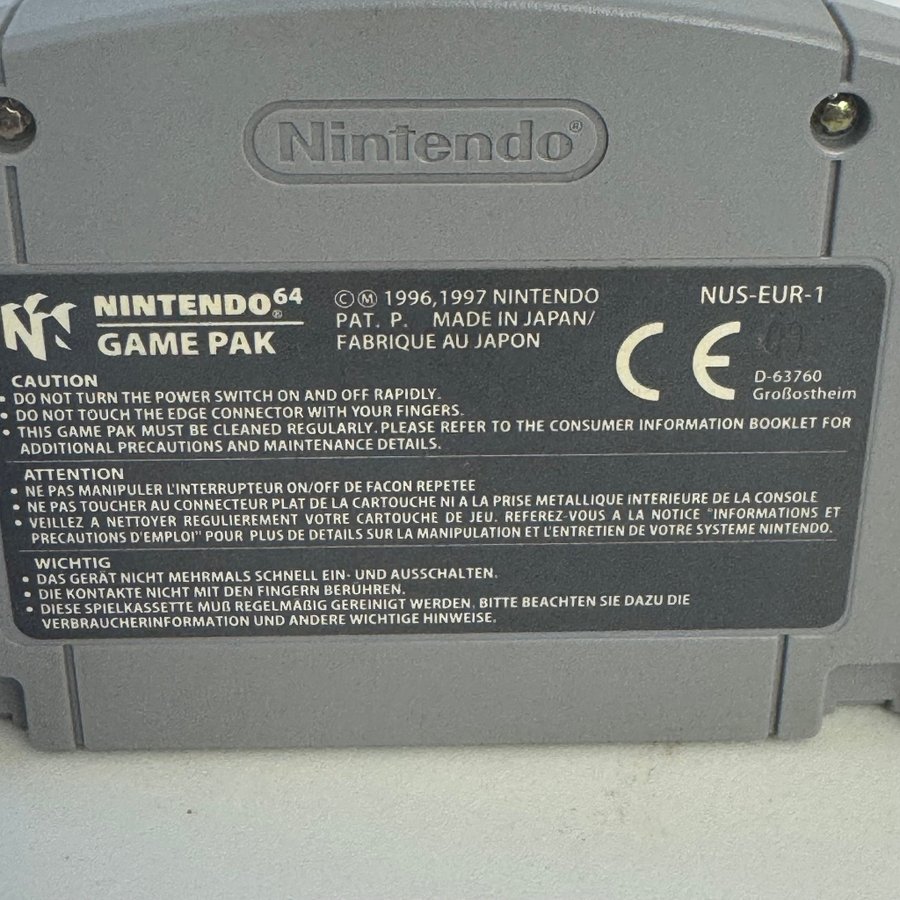 Nintendo®
NINTENDO⁶⁴®
GAME PAK
© Ⓜ 1996,1997 NINTENDO
PAT. P. MADE IN JAPAN/
FABRIQUE AU JAPON
NUS-EUR-1
CE
D-63760
Großostheim
CAUTION
• DO NOT TURN THE POWER SWITCH ON AND OFF RAPIDLY.
• DO NOT TOUCH THE EDGE CONNECTOR WITH YOUR FINGERS.
• THIS GAME PAK MUST BE CLEANED REGULARLY. PLEASE REFER TO THE CONSUMER INFORMATION BOOKLET FOR
ADDITIONAL PRECAUTIONS AND MAINTENANCE DETAILS.
ATTENTION
• NE PAS MANIPULER L'INTERRUPTEUR ON/OFF DE FACON REPETEE
• NE PAS TOUCHER AU CONNECTEUR PLAT DE LA CARTOUCHE NI A LA PRISE METALLIQUE INTERIEURE DE LA CONSOLE
• VEILLEZ A NETTOYER REGULIEREMENT VOTRE CARTOUCHE DE JEU. REFEREZ-VOUS A LA NOTICE "INFORMATIONS ET
PRECAUTIONS D'EMPLOI" POUR PLUS DE DETAILS SUR LA MANIPULATION ET L'ENTRETIEN DE VOTRE SYSTEME NINTENDO.
WICHTIG
• DAS GERÄT NICHT MEHRMALS SCHNELL EIN- UND AUSSCHALTEN.
• DIE KONTAKTE NICHT MIT DEN FINGERN BERÜHREN.
• DIESE SPIELKASSETTE MUß REGELMÄßIG GEREINIGT WERDEN. BITTE BEACHTEN SIE DAZU DIE
VERBRAUCHERINFORMATION UND ANDERE WICHTIGE HINWEISE.